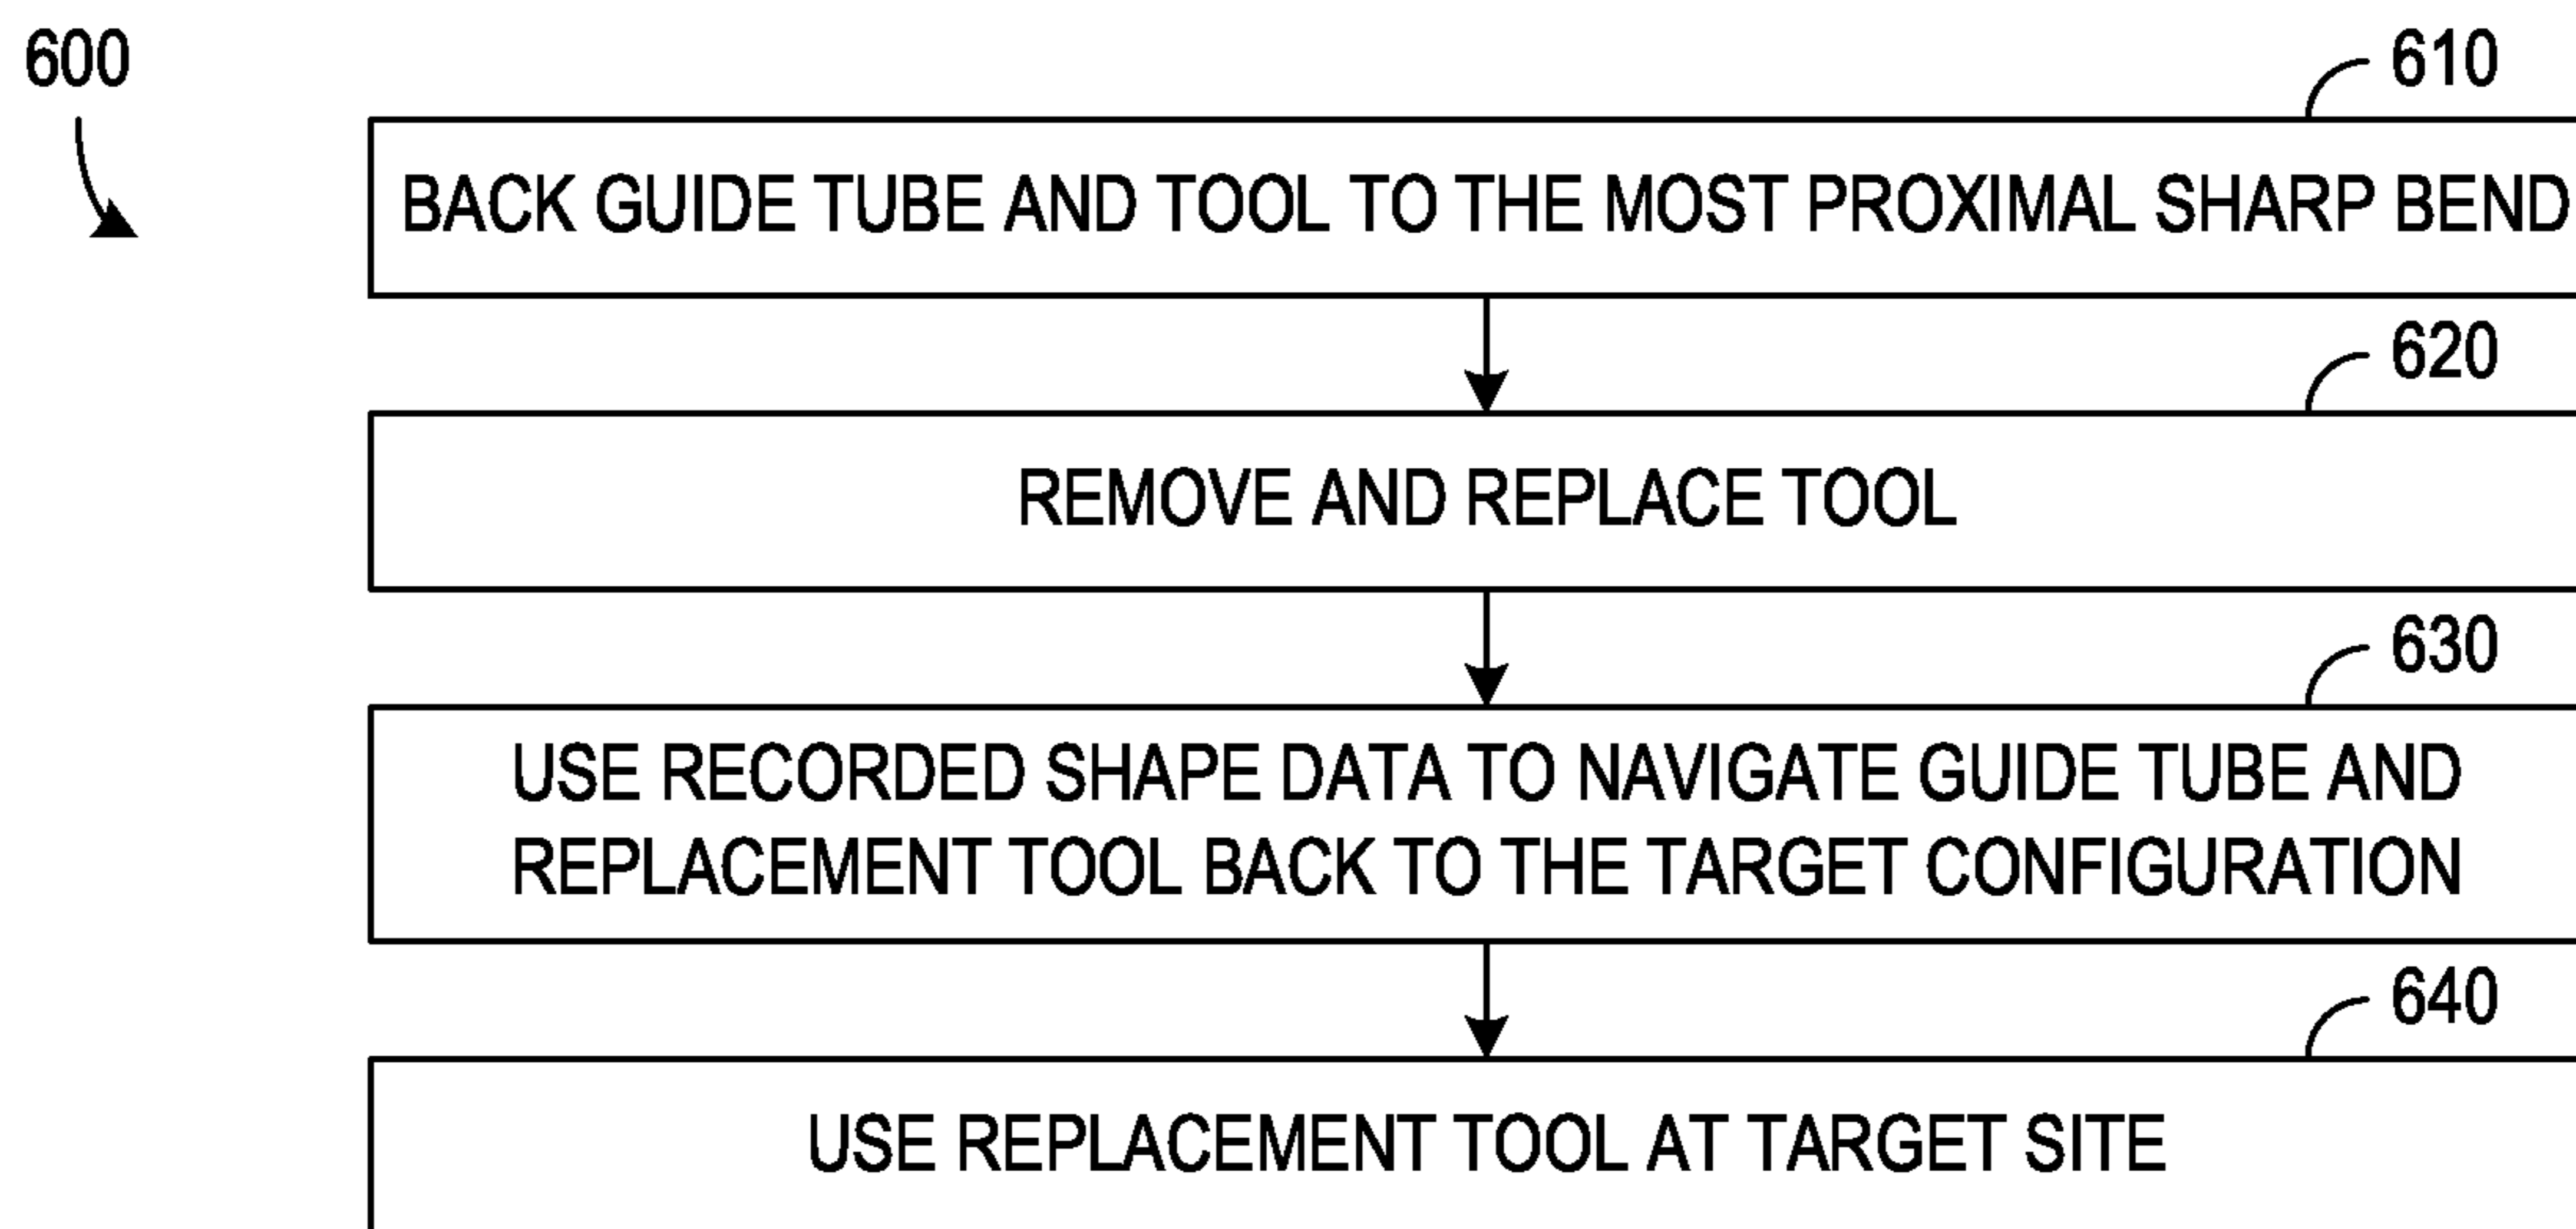 600
610
BACK GUIDE TUBE AND TOOL TO THE MOST PROXIMAL SHARP BEND
620
REMOVE AND REPLACE TOOL
630
USE RECORDED SHAPE DATA TO NAVIGATE GUIDE TUBE AND
REPLACEMENT TOOL BACK TO THE TARGET CONFIGURATION
640
USE REPLACEMENT TOOL AT TARGET SITE